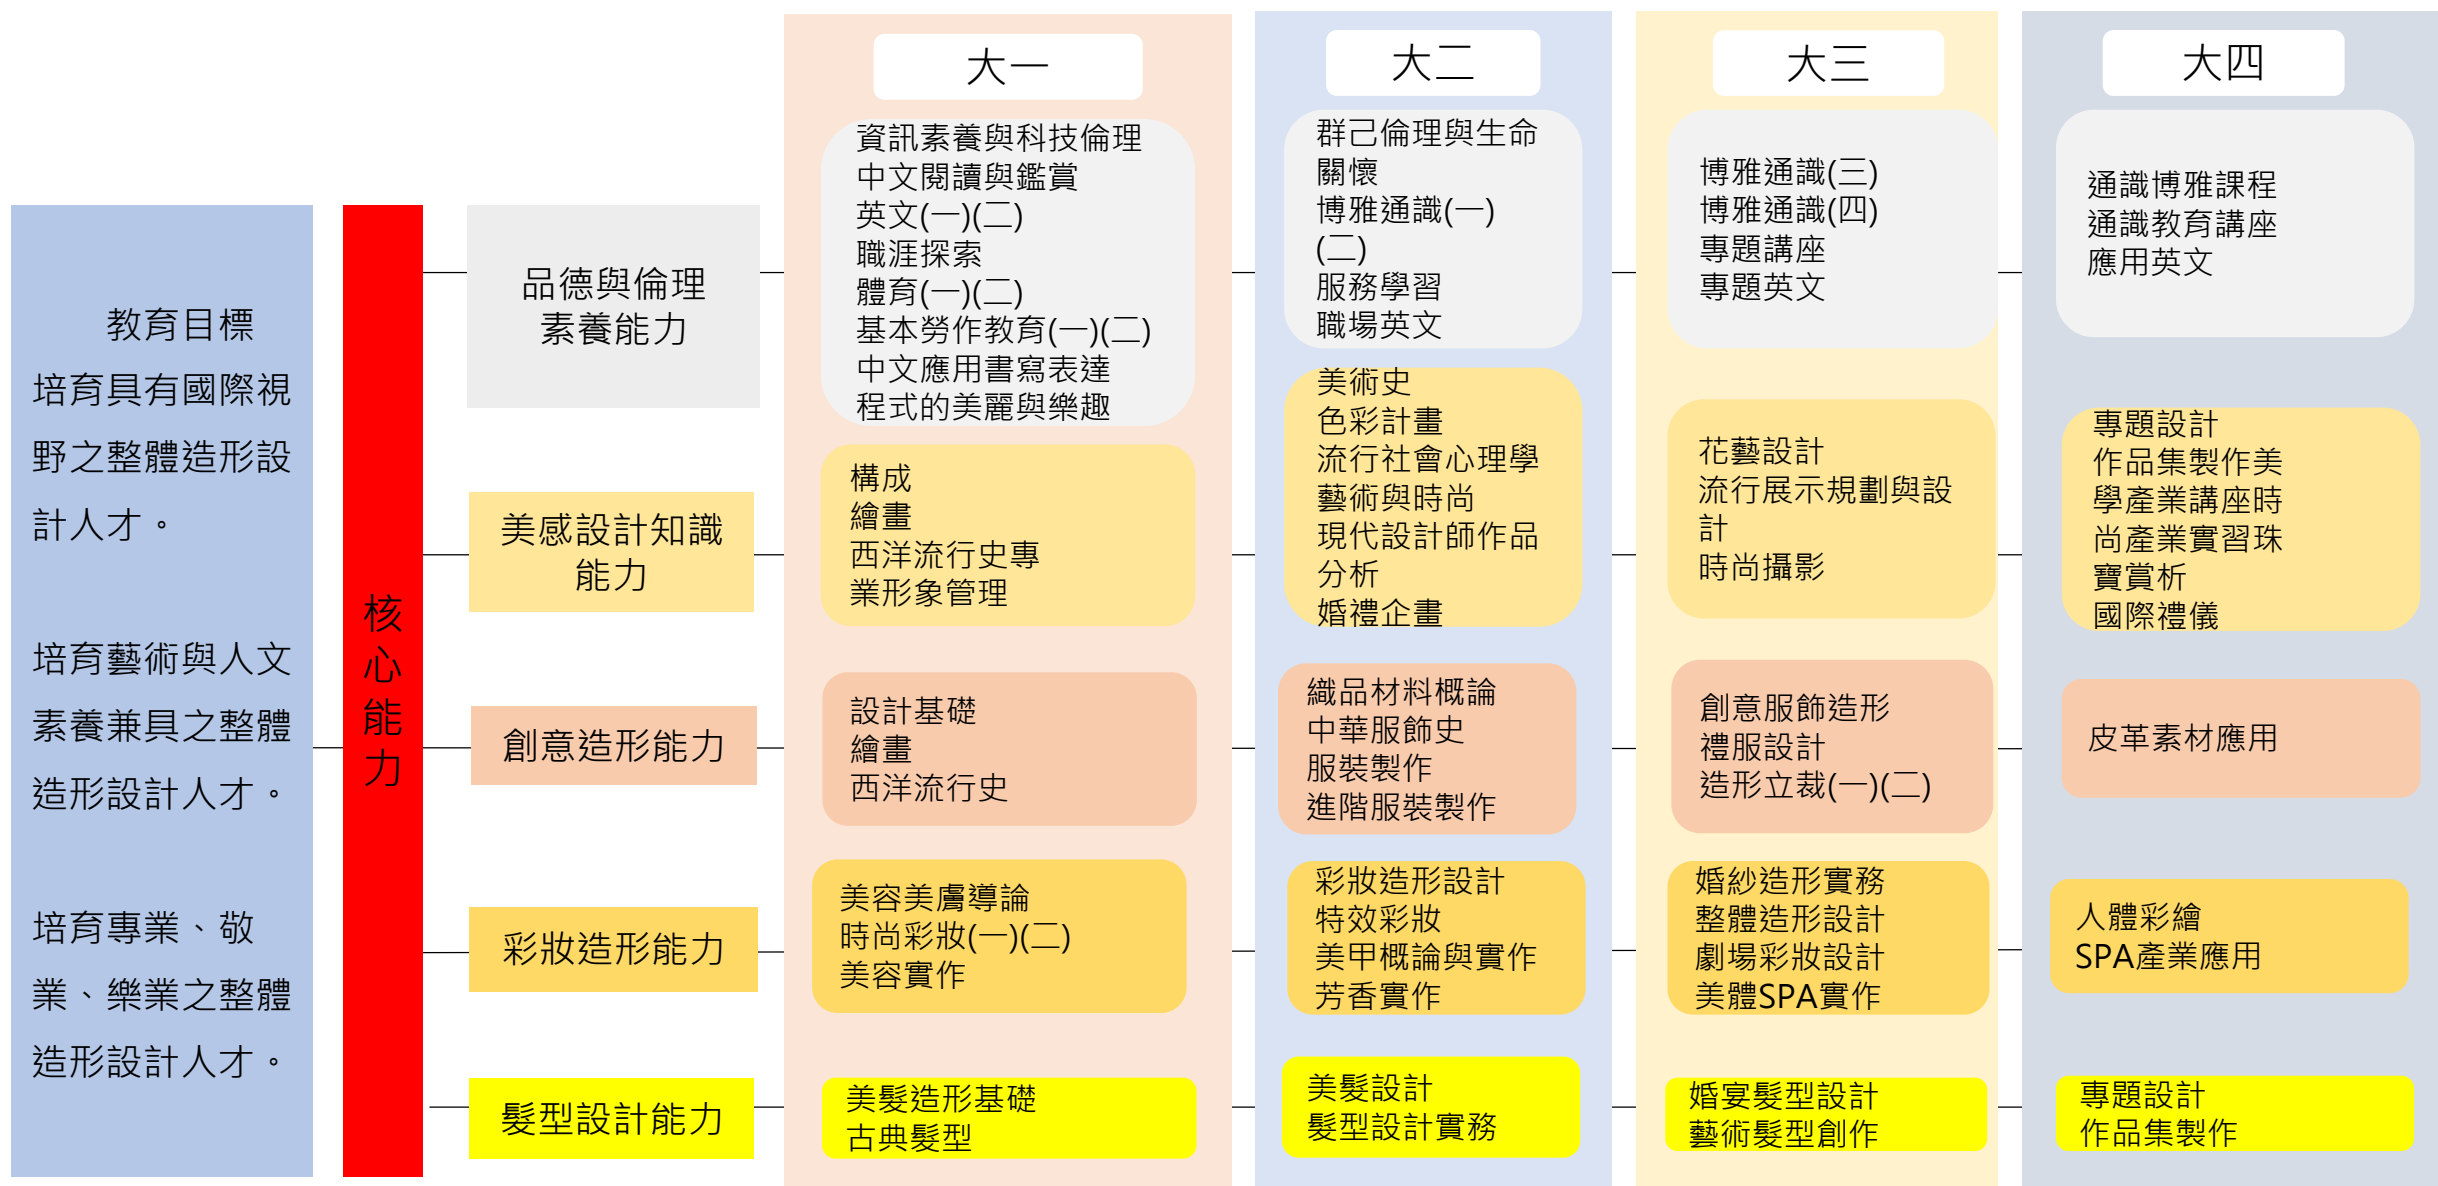 教育目標
培育具有國際視
野之整體造形設
計人才。
培育藝術與人文
素養兼具之整體
造形設計人才。
培育專業、敬
業、樂業之整體
造形設計人才。
核
心
能
力
大一
大二
大三
大四
品德與倫理
素養能力
資訊素養與科技倫理
中文閱讀與鑑賞
英文(一)(二)
職涯探索
體育(一)(二)
基本勞作教育(一)(二)
中文應用書寫表達
程式的美麗與樂趣
群己倫理與生命
關懷
博雅通識(一)
(二)
服務學習
職場英文
博雅通識(三)
博雅通識(四)
專題講座
專題英文
通識博雅課程
通識教育講座
應用英文
美感設計知識
能力
構成
繪畫
西洋流行史專
業形象管理
美術史
色彩計畫
流行社會心理學
藝術與時尚
現代設計師作品
分析
婚禮企畫
花藝設計
流行展示規劃與設
計
時尚攝影
專題設計
作品集製作美
學產業講座時
尚產業實習珠
寶賞析
國際禮儀
創意造形能力
設計基礎
繪畫
西洋流行史
織品材料概論
中華服飾史
服裝製作
進階服裝製作
創意服飾造形
禮服設計
造形立裁(一)(二)
皮革素材應用
彩妝造形能力
美容美膚導論
時尚彩妝(一)(二)
美容實作
彩妝造形設計
特效彩妝
美甲概論與實作
芳香實作
婚紗造形實務
整體造形設計
劇場彩妝設計
美體SPA實作
人體彩繪
SPA產業應用
髮型設計能力
美髮造形基礎
古典髮型
美髮設計
髮型設計實務
婚宴髮型設計
藝術髮型創作
專題設計
作品集製作